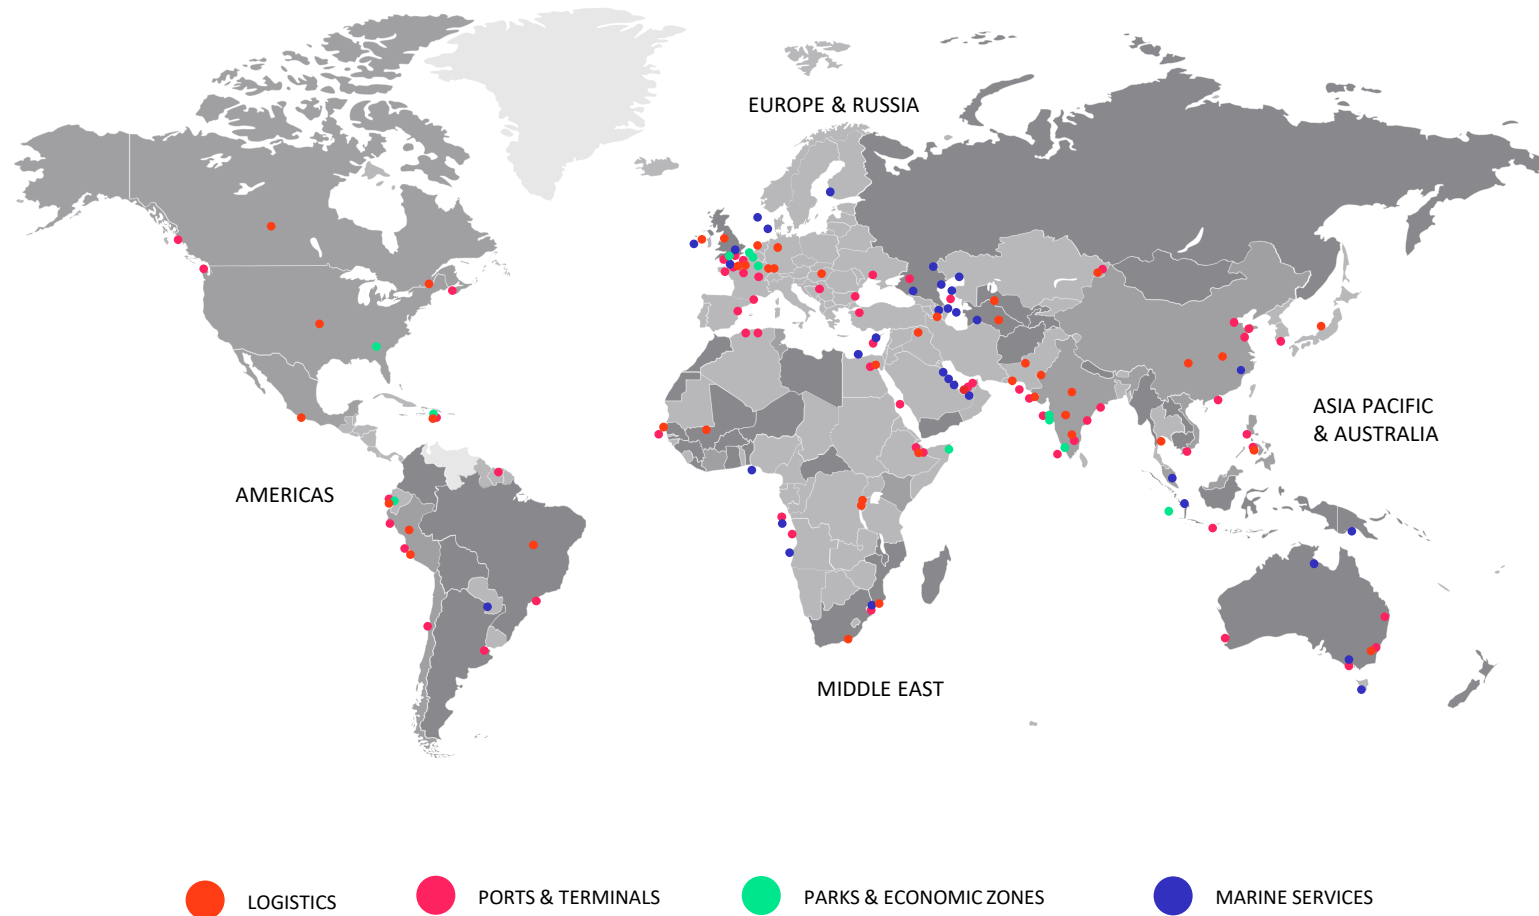 EUROPE & RUSSIA
ASIA PACIFIC
& AUSTRALIA
AMERICAS
MIDDLE EAST
LOGISTICS
PORTS & TERMINALS
PARKS & ECONOMIC ZONES
MARINE SERVICES